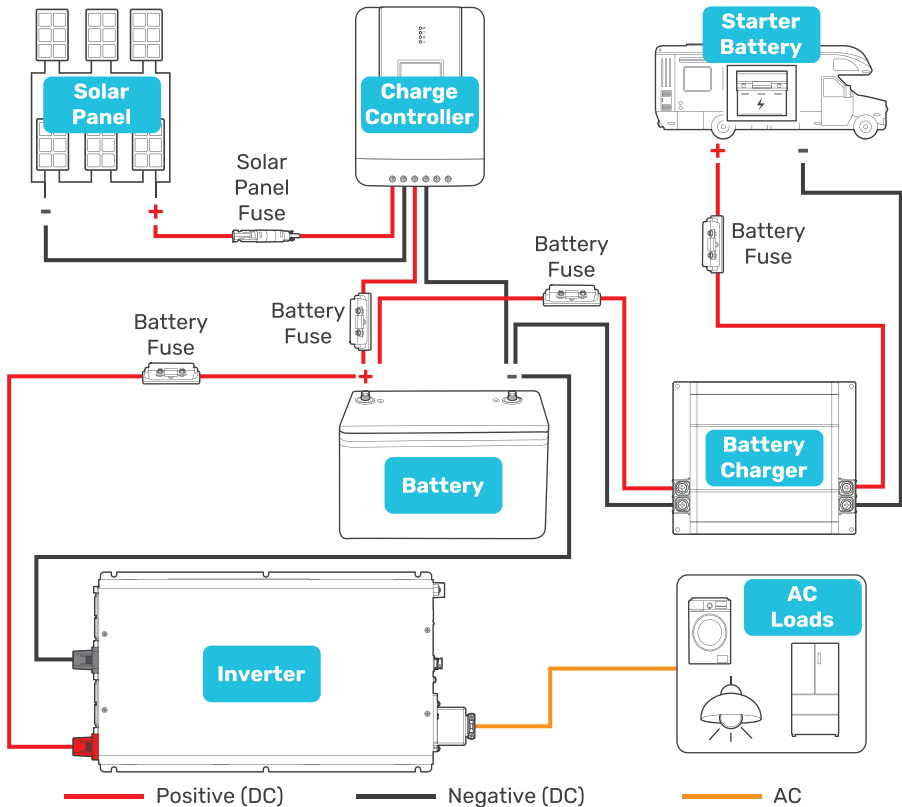 Starter
Battery
Solar
Panel
Charge
Controller
Solar
Panel
Fuse
-
+
+
-
Battery
Fuse
Battery
Fuse
Battery
Fuse
Battery
Fuse
+
-
Battery
Charger
Battery
AC
Loads
Inverter
Positive (DC)
Negative (DC)
AC